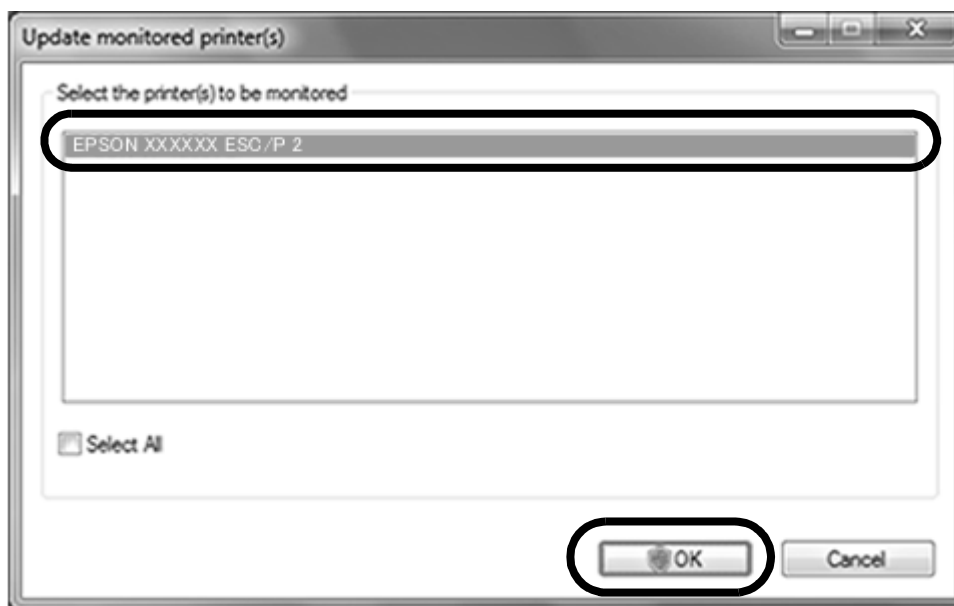 Update monitored printer(s)
Select the printer(s) to be monitored
EPSON XXXXXX ESC/P 2
Select All
OK
Cancel